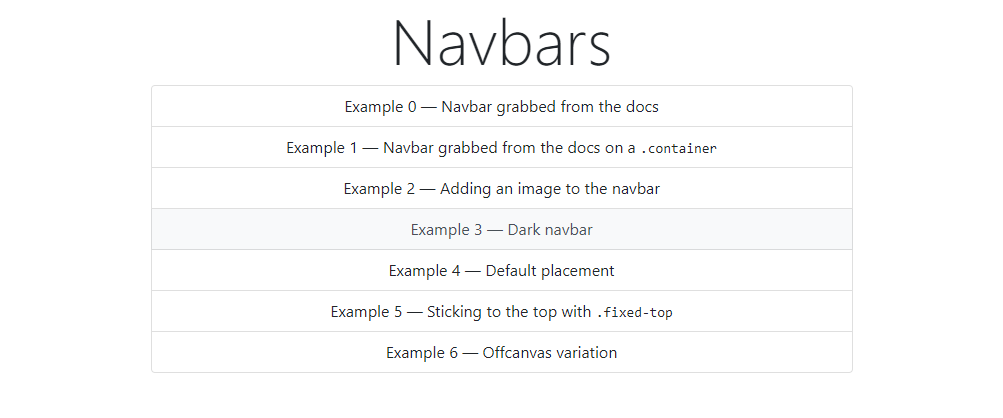 Navbars
Example 0 — Navbar grabbed from the docs
Example 1 — Navbar grabbed from the docs on a .container
Example 2 — Adding an image to the navbar
Example 3 — Dark navbar
Example 4 — Default placement
Example 5 — Sticking to the top with .fixed-top
Example 6 — Offcanvas variation